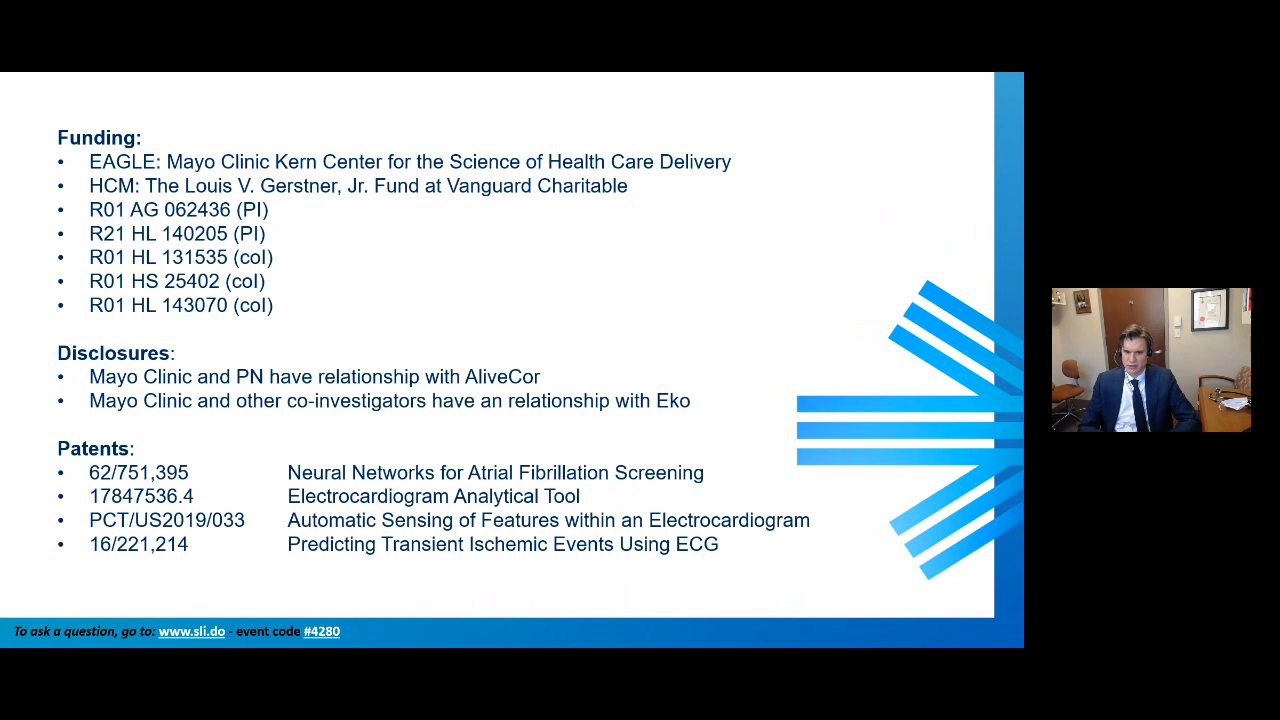 Funding:
• EAGLE: Mayo Clinic Kern Center for the Science of Health Care Delivery
• HCM: The Louis V. Gerstner, Jr. Fund at Vanguard Charitable
• R01 AG 062436 (PI)
• R21 HL 140205 (PI)
• R01 HL 131535 (coI)
• R01 HS 25402 (coI)
• R01 HL 143070 (coI)
Disclosures:
• Mayo Clinic and PN have relationship with AliveCor
• Mayo Clinic and other co-investigators have an relationship with Eko
Patents:
• 62/751,395 Neural Networks for Atrial Fibrillation Screening
• 17847536.4 Electrocardiogram Analytical Tool
• PCT/US2019/033 Automatic Sensing of Features within an Electrocardiogram
• 16/221,214 Predicting Transient Ischemic Events Using ECG
To ask a question, go to: www.sli.do - event code #4280